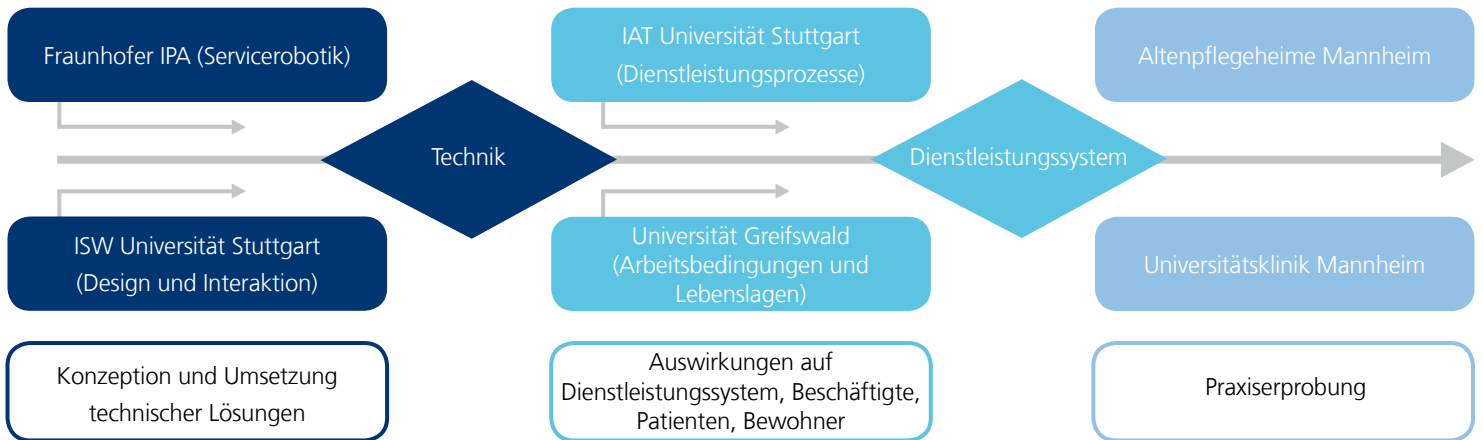 Fraunhofer IPA (Servicerobotik)
IAT Universität Stuttgart
(Dienstleistungsprozesse)
Altenpflegeheime Mannheim
Technik
Dienstleistungssystem
ISW Universität Stuttgart
(Design und Interaktion)
Universität Greifswald
(Arbeitsbedingungen und
Lebenslagen)
Universitätsklinik Mannheim
Konzeption und Umsetzung
technischer Lösungen
Auswirkungen auf
Dienstleistungssystem, Beschäftigte,
Patienten, Bewohner
Praxiserprobung